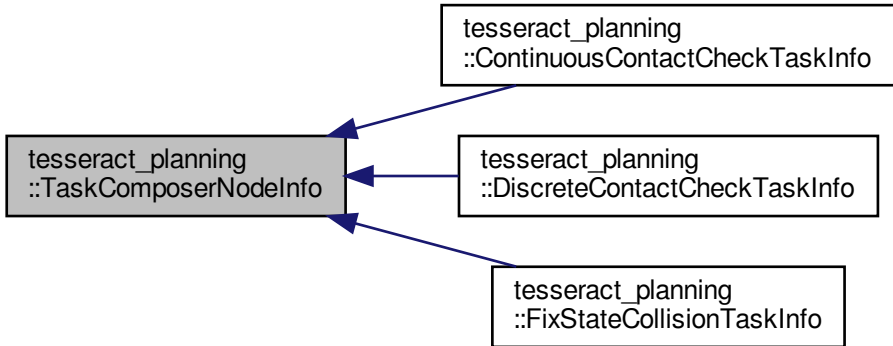 tesseract_planning
::ContinuousContactCheckTaskInfo
tesseract_planning
::TaskComposerNodeInfo
tesseract_planning
::DiscreteContactCheckTaskInfo
tesseract_planning
::FixStateCollisionTaskInfo